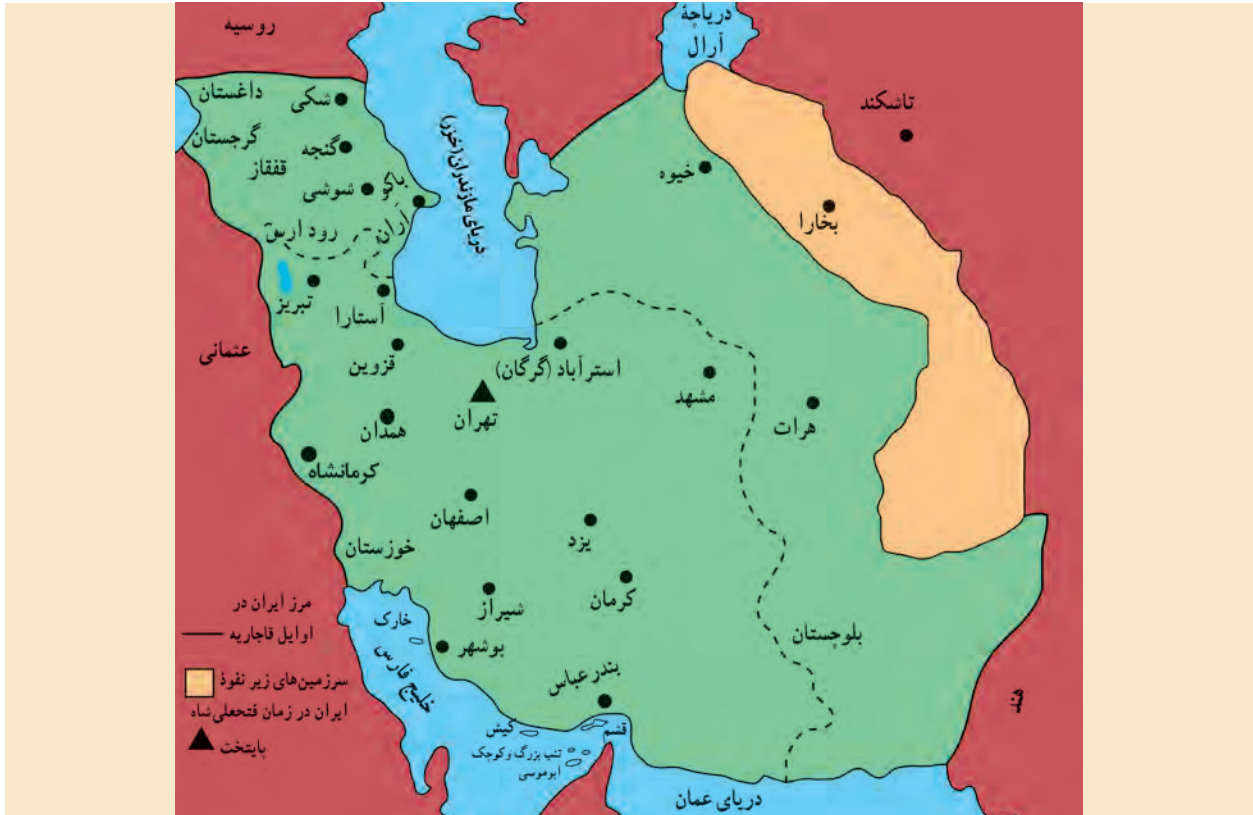 روسیه
دریاچهٔ
آرال
داغستان
شکی
تاشکند
گرجستان
گنجه
قفقاز
دریای مازندران (خزر)
خیوه
شوشی
باکو
بخارا
اَران
رود ارس
تبریز
آستارا
عثمانی
قزوین
استرآباد (گرگان)
مشهد
تهران
هرات
همدان
کرمانشاه
اصفهان
یزد
خوزستان
کرمان
شیراز
مرز ایران در
اوایل قاجاریه
خارک
بوشهر
بلوچستان
خلیج فارس
بندرعباس
سرزمین‌های زیر نفوذ
ایران در زمان فتحعلی‌شاه
هند
کیش
قشم
پایتخت
تنب بزرگ و کوچک
ابوموسی
دریای عمان